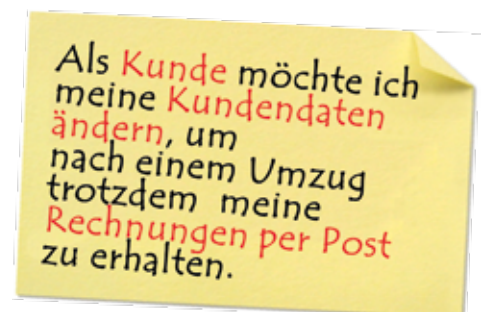 Als Kunde möchte ich
meine Kundendaten
ändern, um
nach einem Umzug
trotzdem meine
Rechnungen per Post
zu erhalten.